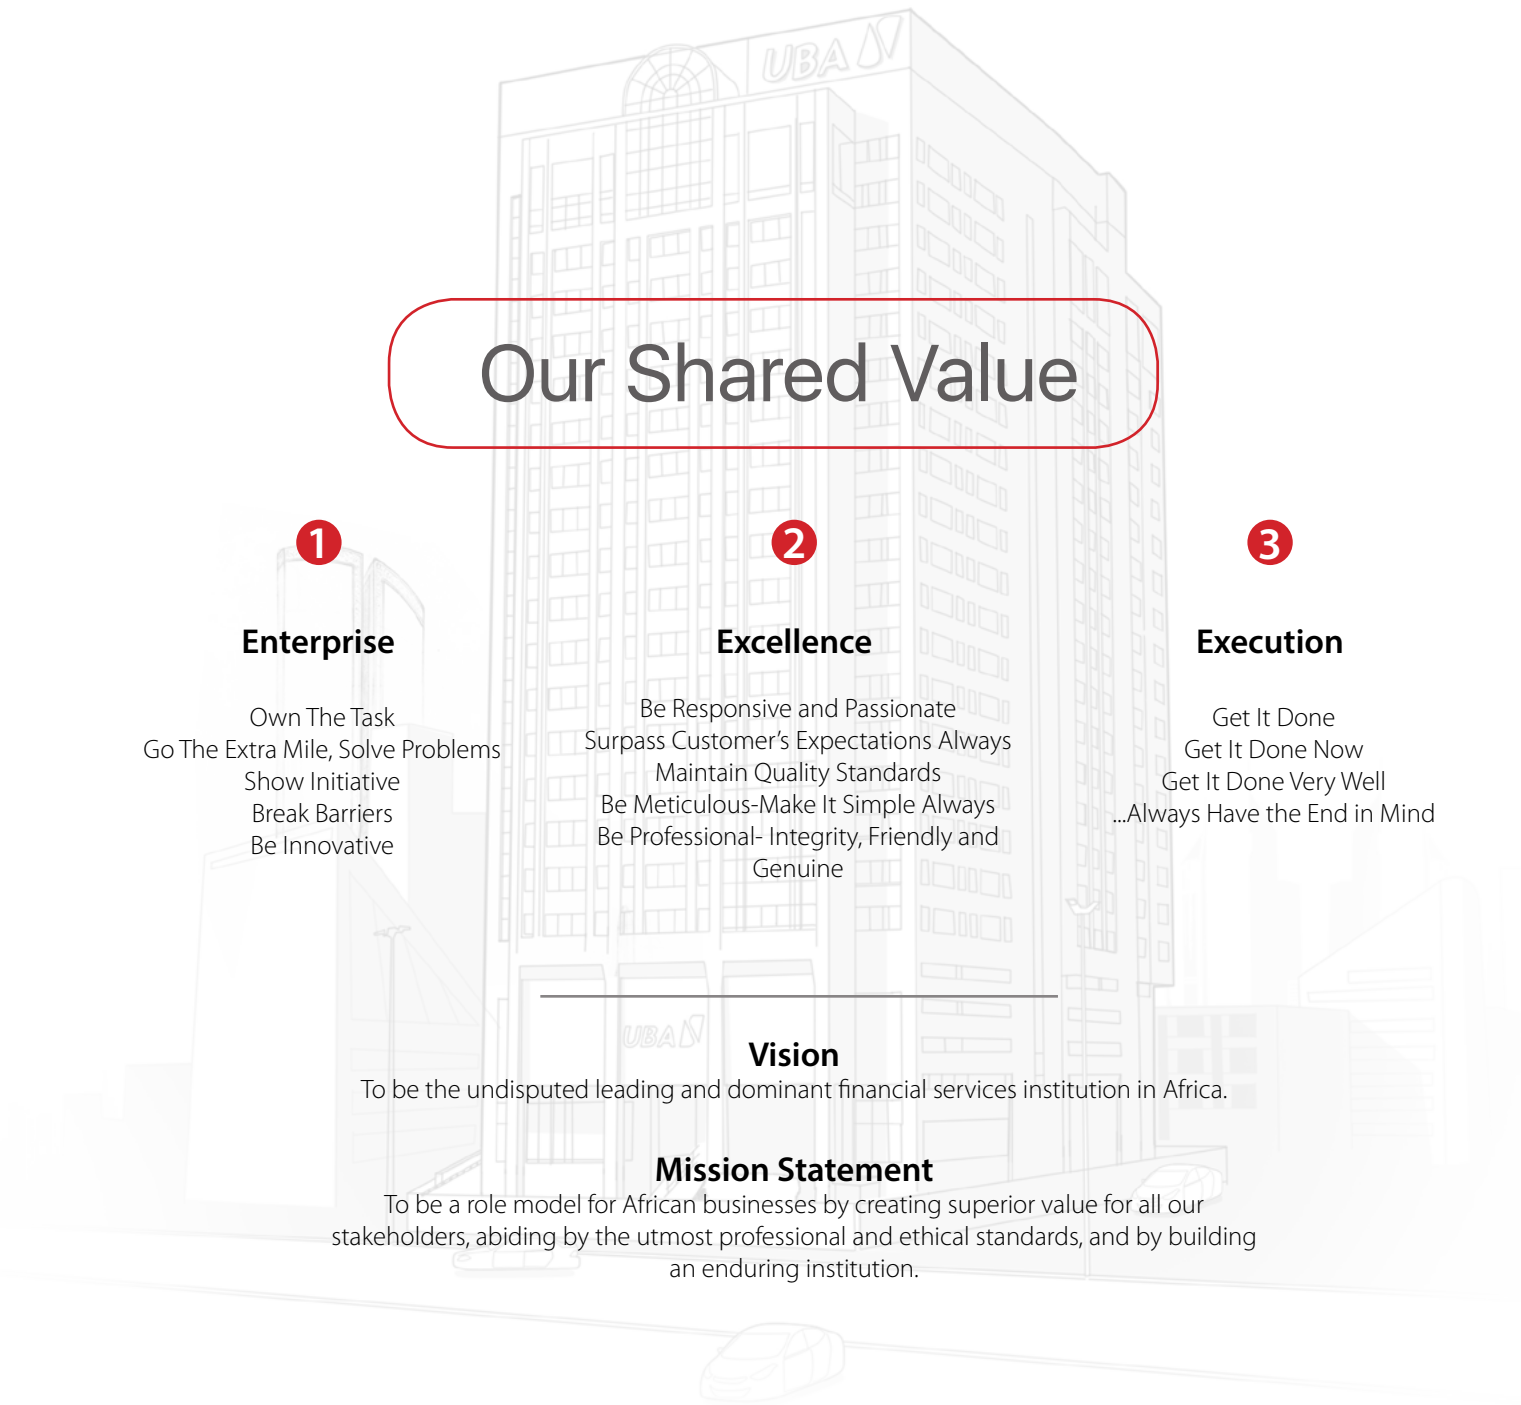 UBA
Our Shared Value
1
2
3
Enterprise
Excellence
Execution
Own The Task
Go The Extra Mile, Solve Problems
Show Initiative
Break Barriers
Be Innovative
Be Responsive and Passionate
Surpass Customer’s Expectations Always
Maintain Quality Standards
Be Meticulous-Make It Simple Always
Be Professional- Integrity, Friendly and
Genuine
Get It Done
Get It Done Now
Get It Done Very Well
...Always Have the End in Mind
UBA
Vision
To be the undisputed leading and dominant financial services institution in Africa.
Mission Statement
To be a role model for African businesses by creating superior value for all our
stakeholders, abiding by the utmost professional and ethical standards, and by building
an enduring institution.